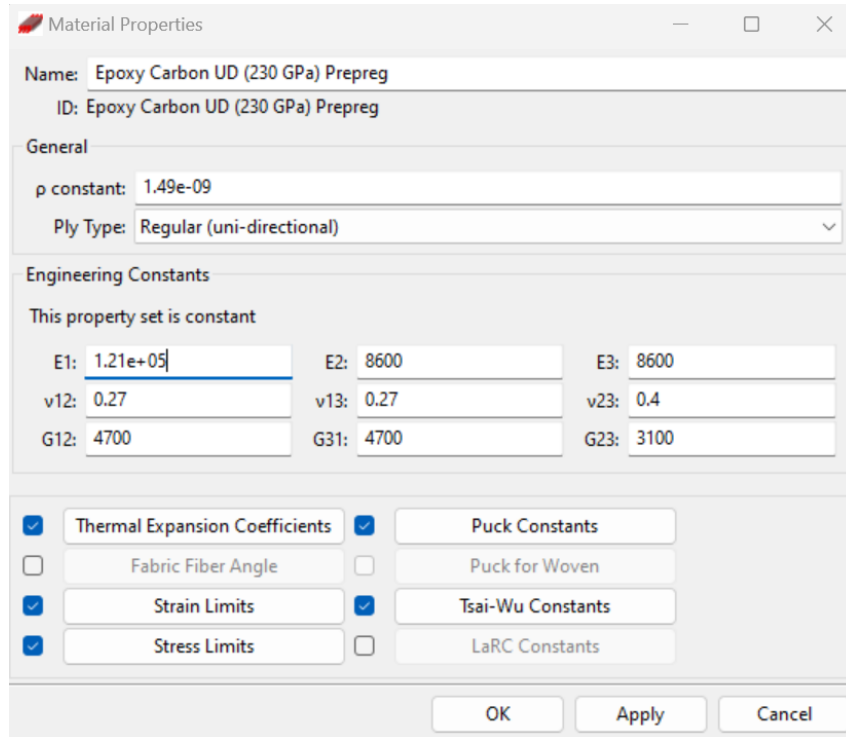 Material Properties
Name: Epoxy Carbon UD (230 GPa) Prepreg
ID: Epoxy Carbon UD (230 GPa) Prepreg
General
ρ constant: 1.49e-09
Ply Type: Regular (uni-directional)
Engineering Constants
This property set is constant
E1: 1.21e+05 E2: 8600 E3: 8600
ν12: 0.27 ν13: 0.27 ν23: 0.4
G12: 4700 G31: 4700 G23: 3100
Thermal Expansion Coefficients Puck Constants
Fabric Fiber Angle Puck for Woven
Strain Limits Tsai-Wu Constants
Stress Limits LaRC Constants
OK Apply Cancel